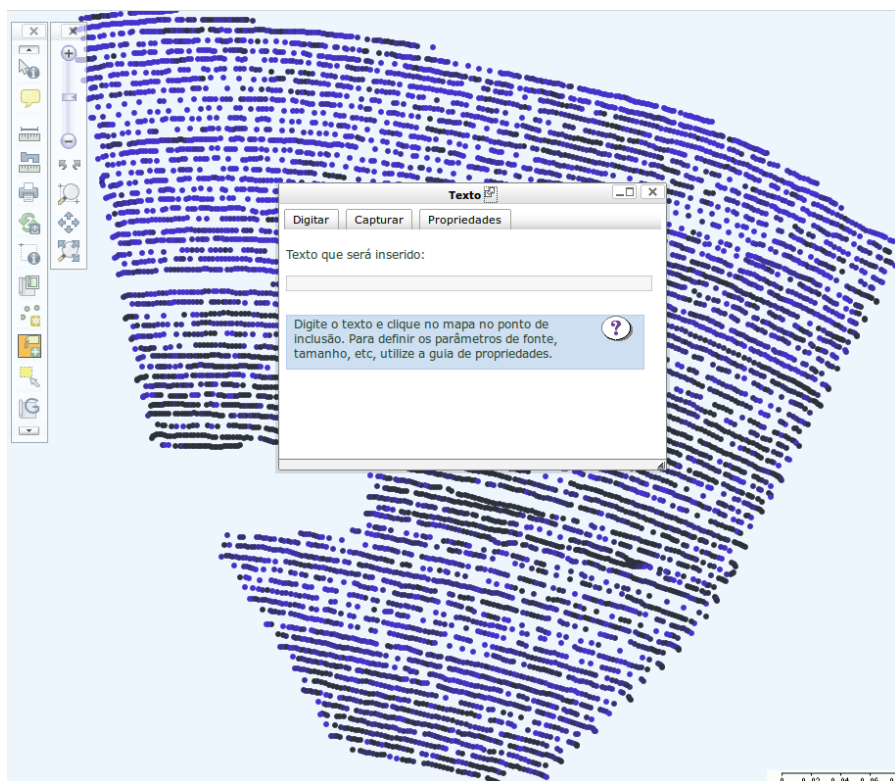 Texto
Digitar Capturar Propriedades
Texto que será inserido:
Digite o texto e clique no mapa no ponto de
inclusão. Para definir os parâmetros de fonte,
tamanho, etc, utilize a guia de propriedades.
?